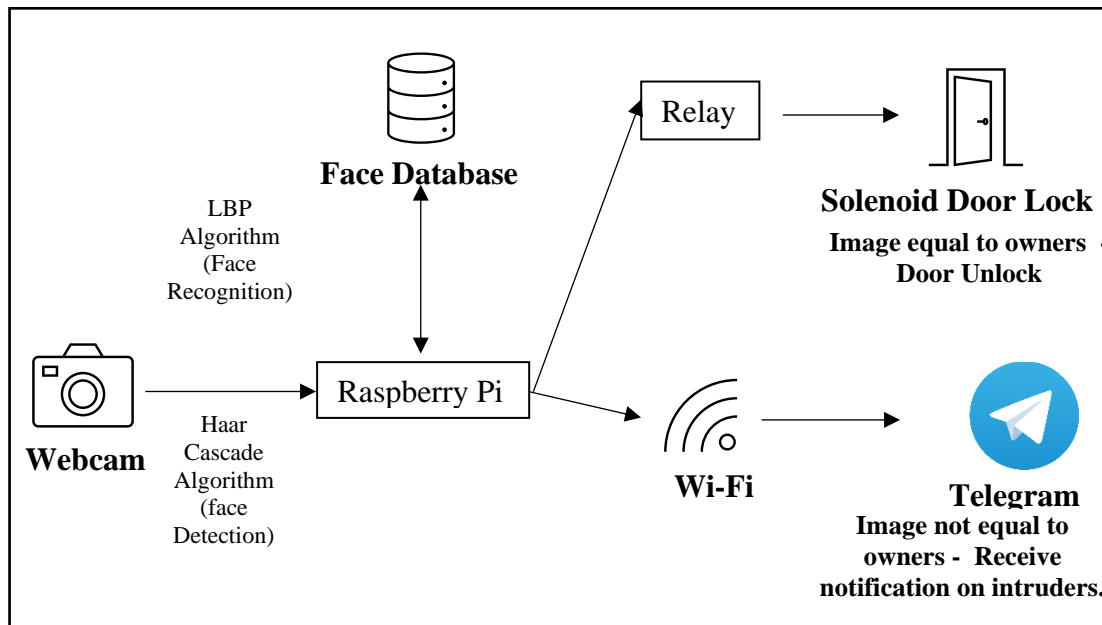 Face Database
LBP
Algorithm
(Face
Recognition)
Relay
Solenoid Door Lock
Image equal to owners -
Door Unlock
Webcam
Haar
Cascade
Algorithm
(face
Detection)
Raspberry Pi
Wi-Fi
Telegram
Image not equal to
owners - Receive
notification on intruders.